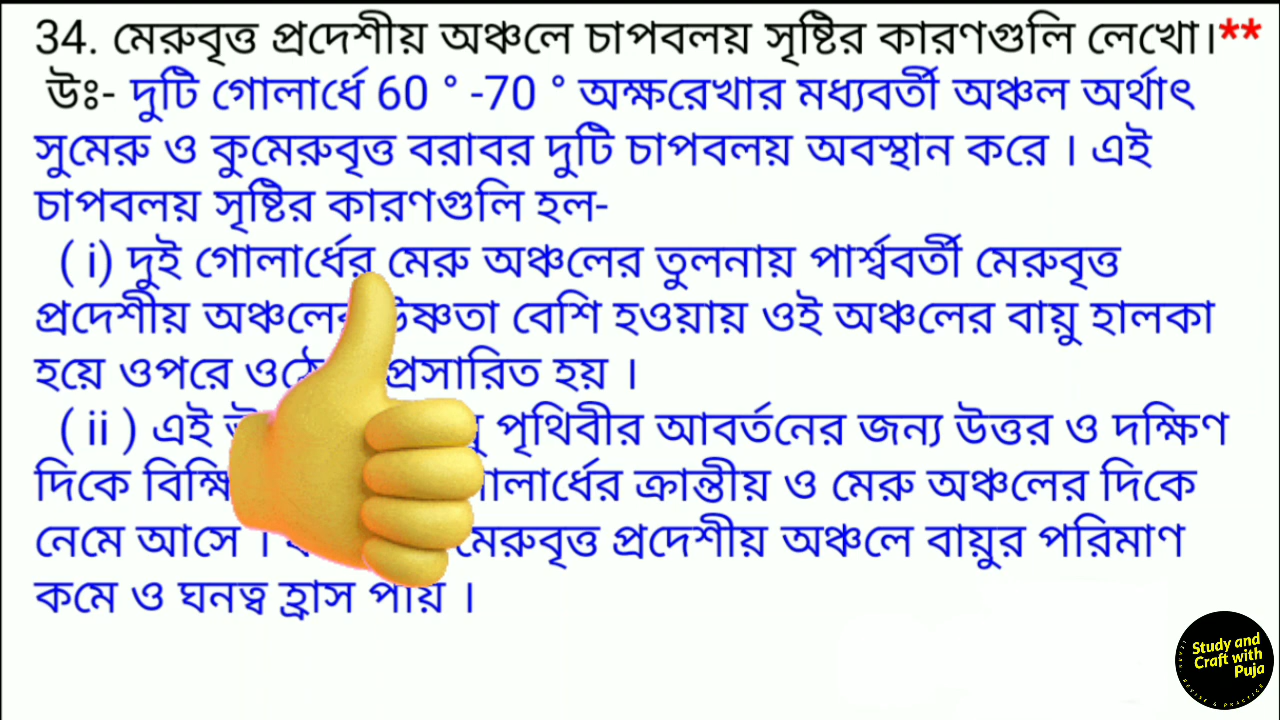 34. মেরুবৃত্ত প্রদেশীয় অঞ্চলে চাপবলয় সৃষ্টির কারণগুলি লেখো।**
উঃ- দুটি গোলার্ধে 60 ° -70 ° অক্ষরেখার মধ্যবর্তী অঞ্চল অর্থাৎ
সুমেরু ও কুমেরুবৃত্ত বরাবর দুটি চাপবলয় অবস্থান করে । এই
চাপবলয় সৃষ্টির কারণগুলি হল-
( i) দুই গোলার্ধের মেরু অঞ্চলের তুলনায় পার্শ্ববর্তী মেরুবৃত্ত
প্রদেশীয় অঞ্চলের উষ্ণতা বেশি হওয়ায় ওই অঞ্চলের বায়ু হালকা
হয়ে ওপরে প্রসারিত হয় ।
( ii ) এই পৃথিবীর আবর্তনের জন্য উত্তর ও দক্ষিণ
দিকে ক্রান্তীয় ও মেরু অঞ্চলের দিকে
নেমে আসে । মেরুবৃত্ত প্রদেশীয় অঞ্চলে বায়ুর পরিমাণ
কমে ও ঘনত্ব হ্রাস পায় ।
Study and
Craft with
Puja